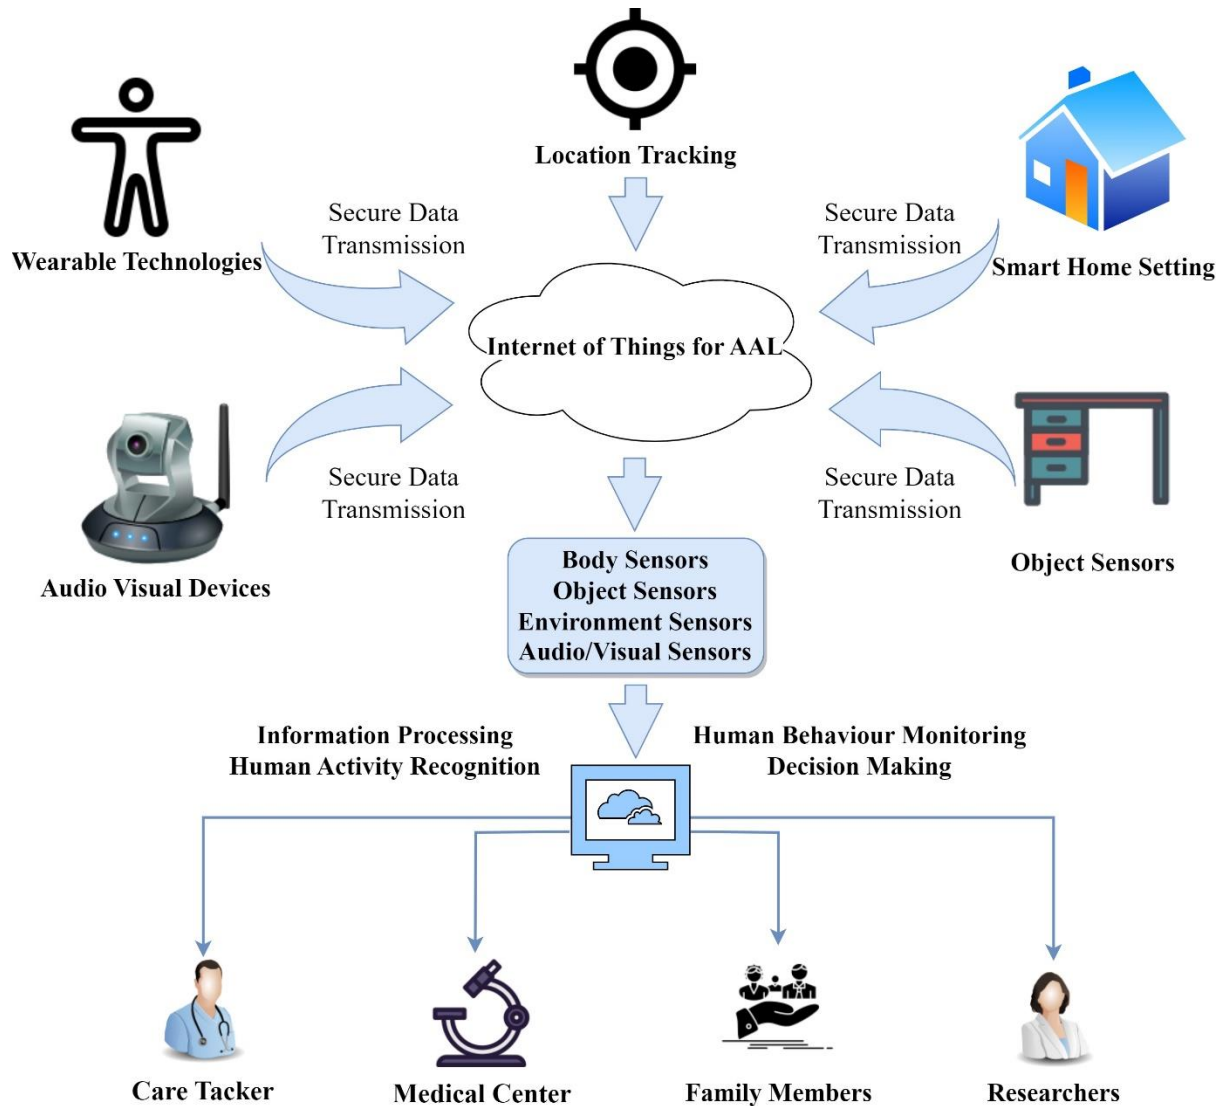 Location Tracking
Secure Data
Transmission
Secure Data
Transmission
Wearable Technologies
Smart Home Setting
Internet of Things for AAL
Secure Data
Transmission
Secure Data
Transmission
Audio Visual Devices
Object Sensors
Body Sensors
Object Sensors
Environment Sensors
Audio/Visual Sensors
Information Processing
Human Activity Recognition
Human Behaviour Monitoring
Decision Making
Care Tacker
Medical Center
Family Members
Researchers